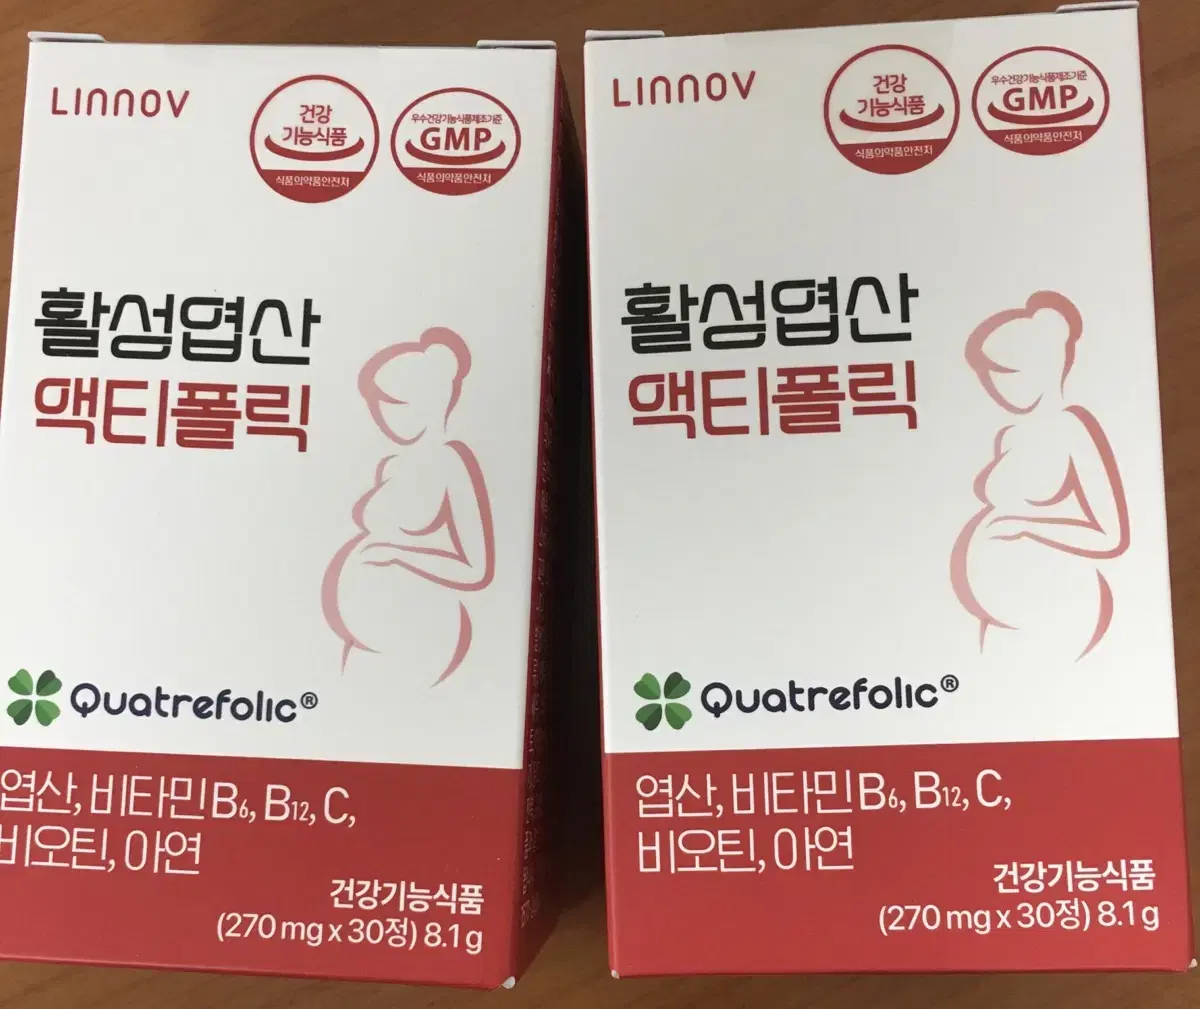 LINNOV
건강
기능식품
식품의약품안전처
우수건강기능식품제조기준
GMP
식품의약품안전처
활성엽산
액티폴릭
Quatrefolic®
엽산, 비타민B6, B12, C,
비오틴, 아연
건강기능식품
(270 mg x 30정) 8.1 g
LINNOV
건강
기능식품
식품의약품안전처
우수건강기능식품제조기준
GMP
식품의약품안전처
활성엽산
액티폴릭
Quatrefolic®
엽산, 비타민B6, B12, C,
비오틴, 아연
건강기능식품
(270 mg x 30정) 8.1 g